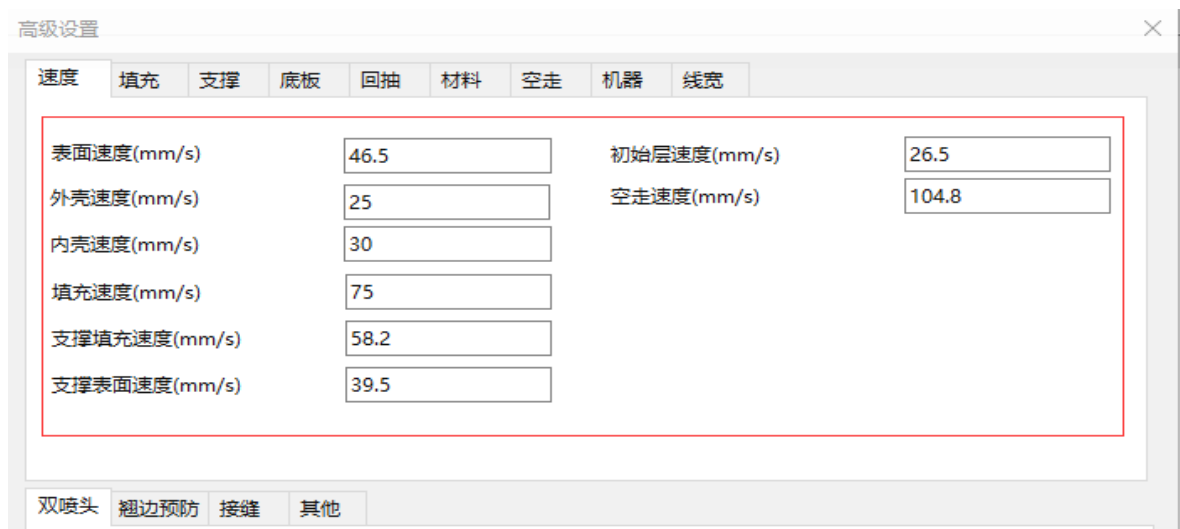 高级设置
速度 填充 支撑 底板 回抽 材料 空走 机器 线宽
表面速度(mm/s) 46.5 初始层速度(mm/s) 26.5
外壳速度(mm/s) 25 空走速度(mm/s) 104.8
内壳速度(mm/s) 30
填充速度(mm/s) 75
支撑填充速度(mm/s) 58.2
支撑表面速度(mm/s) 39.5
双喷头 翘边预防 接缝 其他